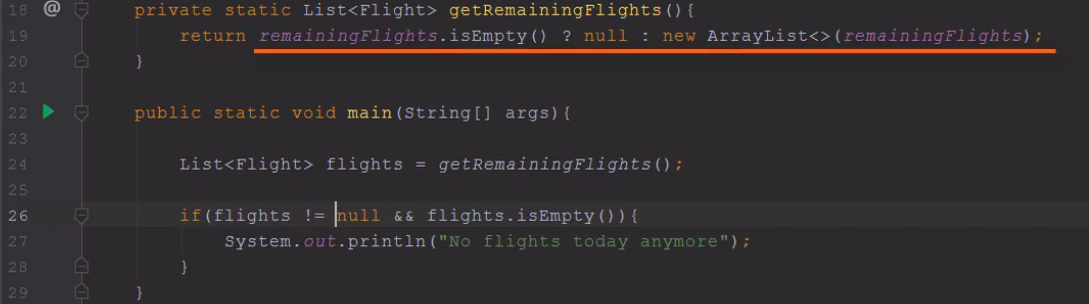 18 @ private static List<Flight> getRemainingFlights(){
19 return remainingFlights.isEmpty() ? null : new ArrayList<>(remainingFlights);
20 }
21
22 public static void main(String[] args){
23
24 List<Flight> flights = getRemainingFlights();
25
26 if(flights != null && flights.isEmpty()){
27 System.out.println("No flights today anymore");
28 }
29 }